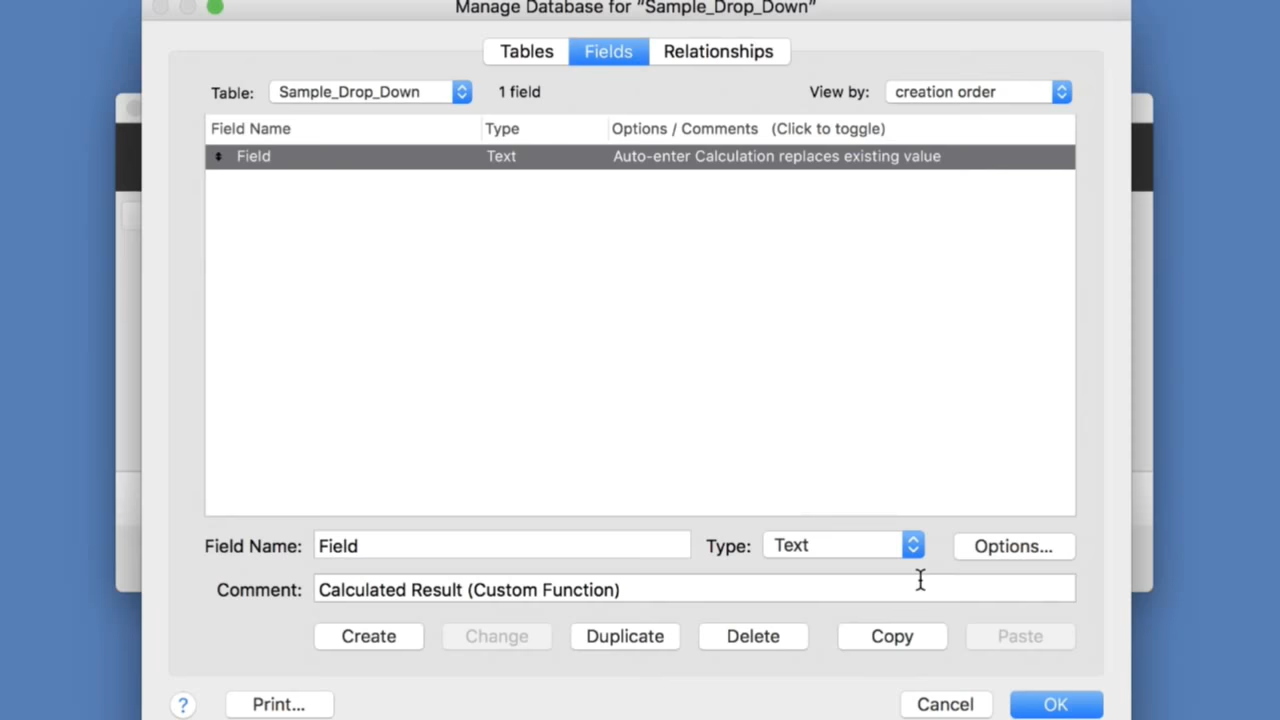 Manage Database for “Sample_Drop_Down”
Tables Fields Relationships
Table: Sample_Drop_Down 1 field View by: creation order
Field Name Type Options / Comments (Click to toggle)
Field Text Auto-enter Calculation replaces existing value
Field Name: Field Type: Text Options...
Comment: Calculated Result (Custom Function)
Create Change Duplicate Delete Copy Paste
? Print... Cancel OK